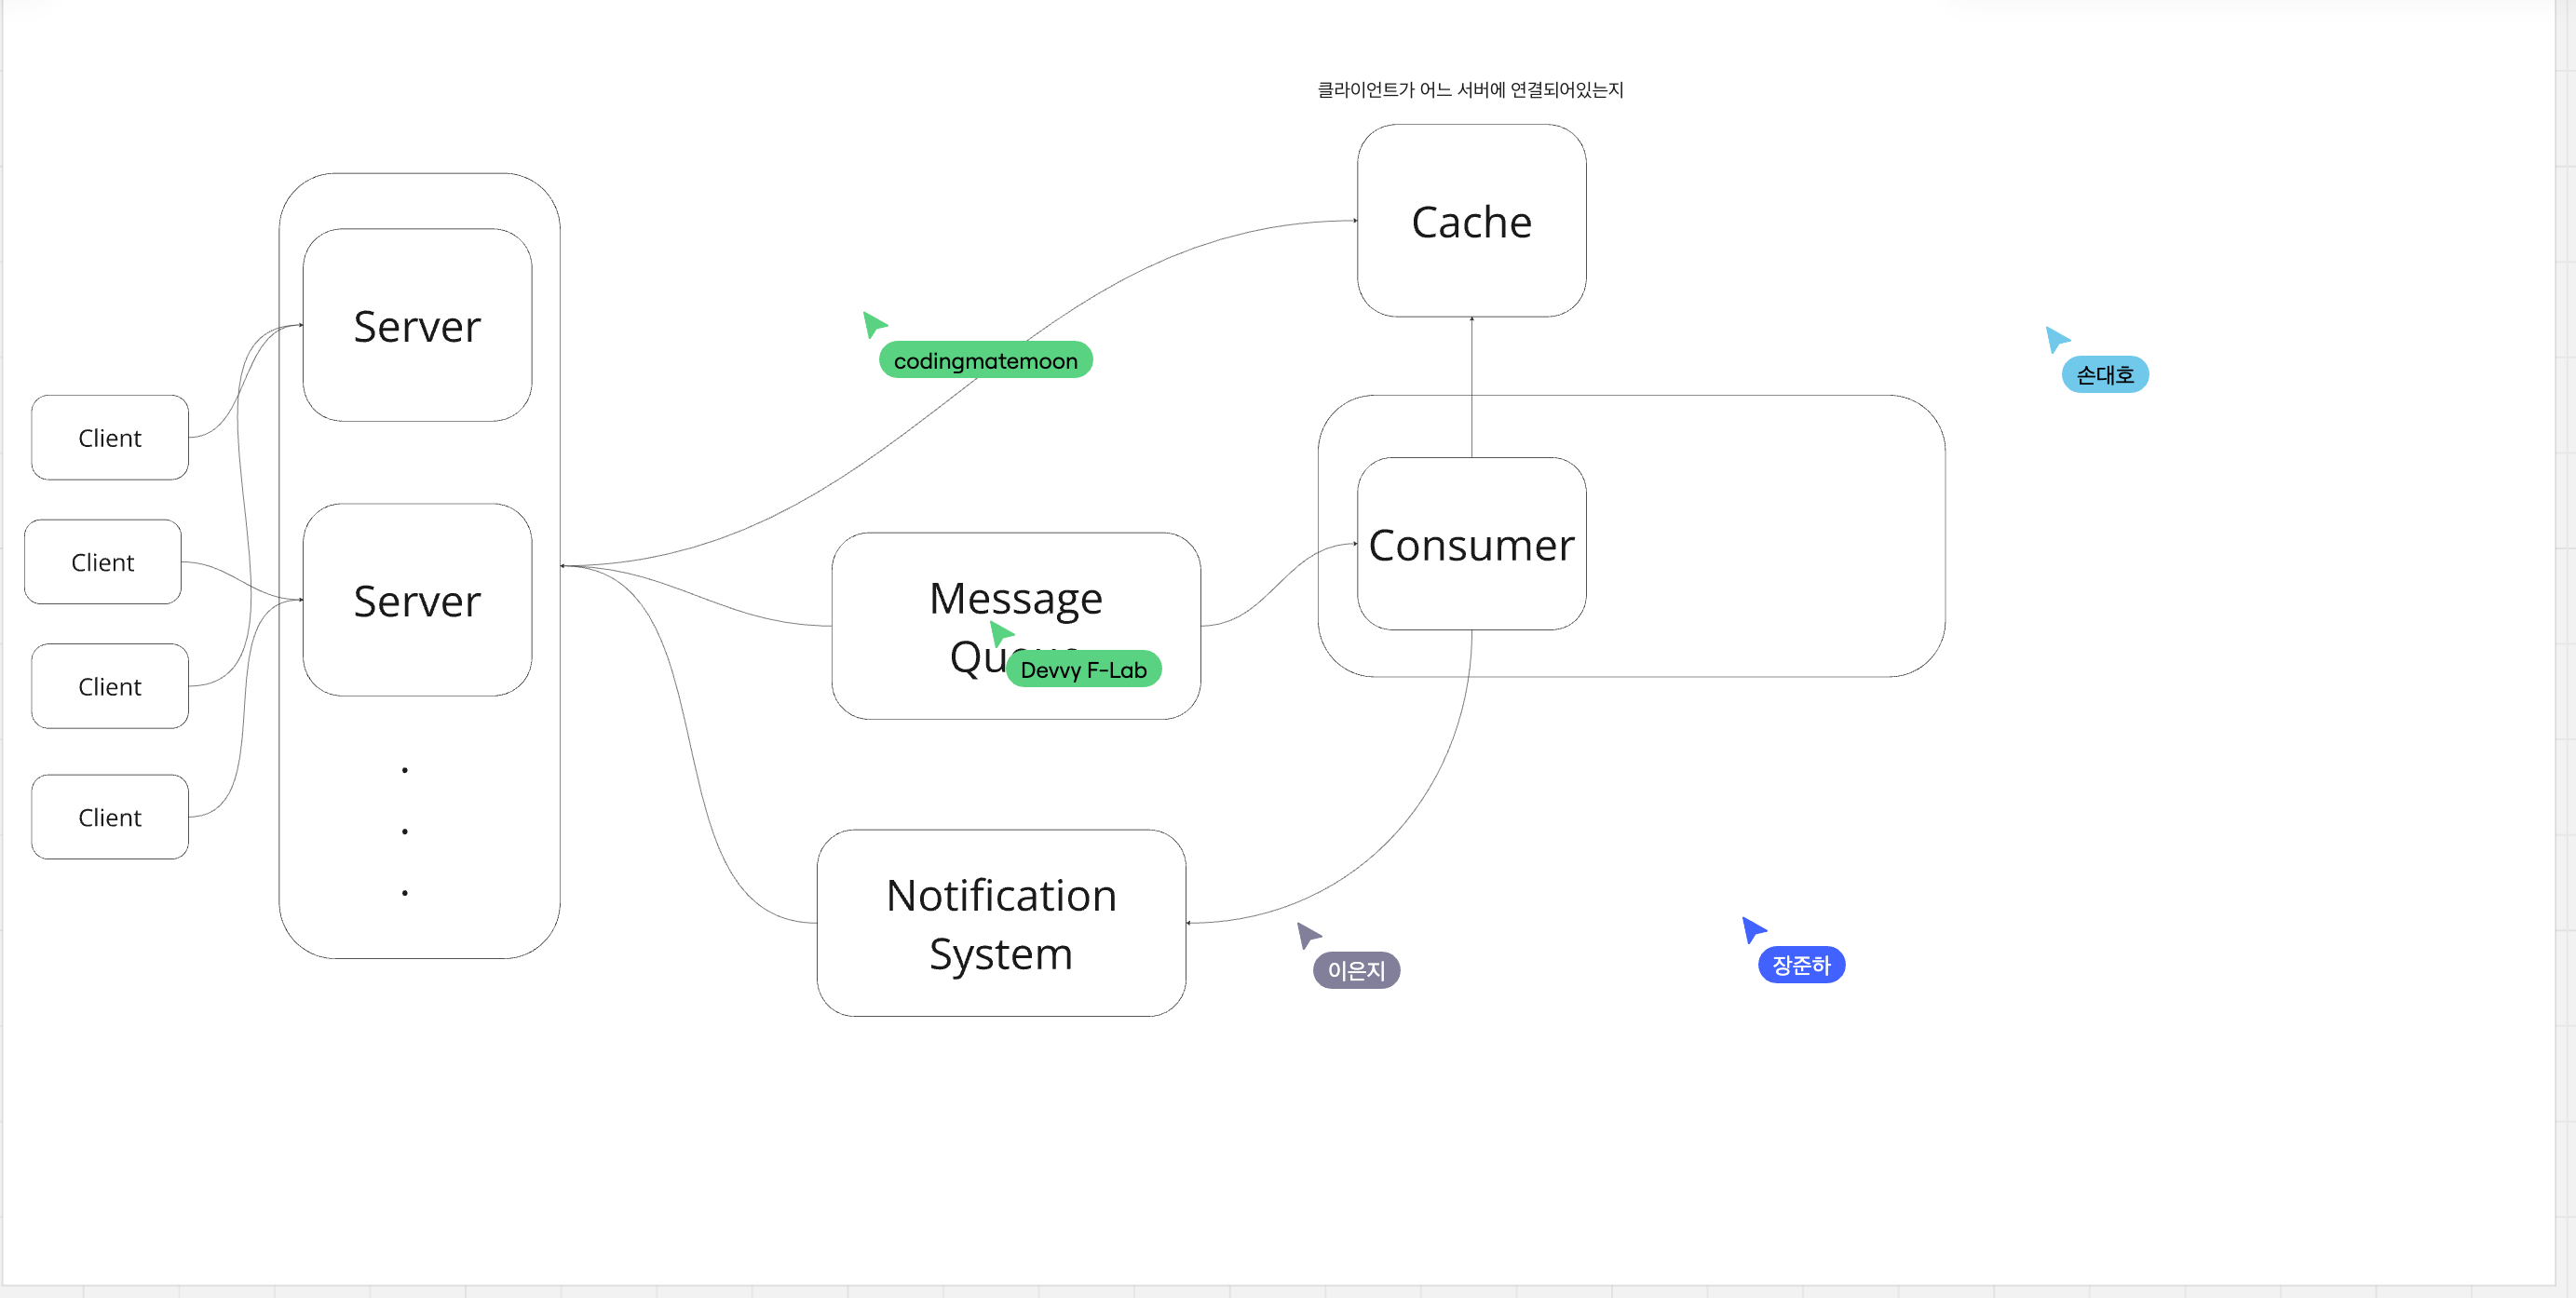 클라이언트가 어느 서버에 연결되어있는지
Cache
Server
codingmatemoon
손대호
Client
Consumer
Client
Server
Message
Devvy F-Lab
Client
Client
Notification
System
이은지
장준하